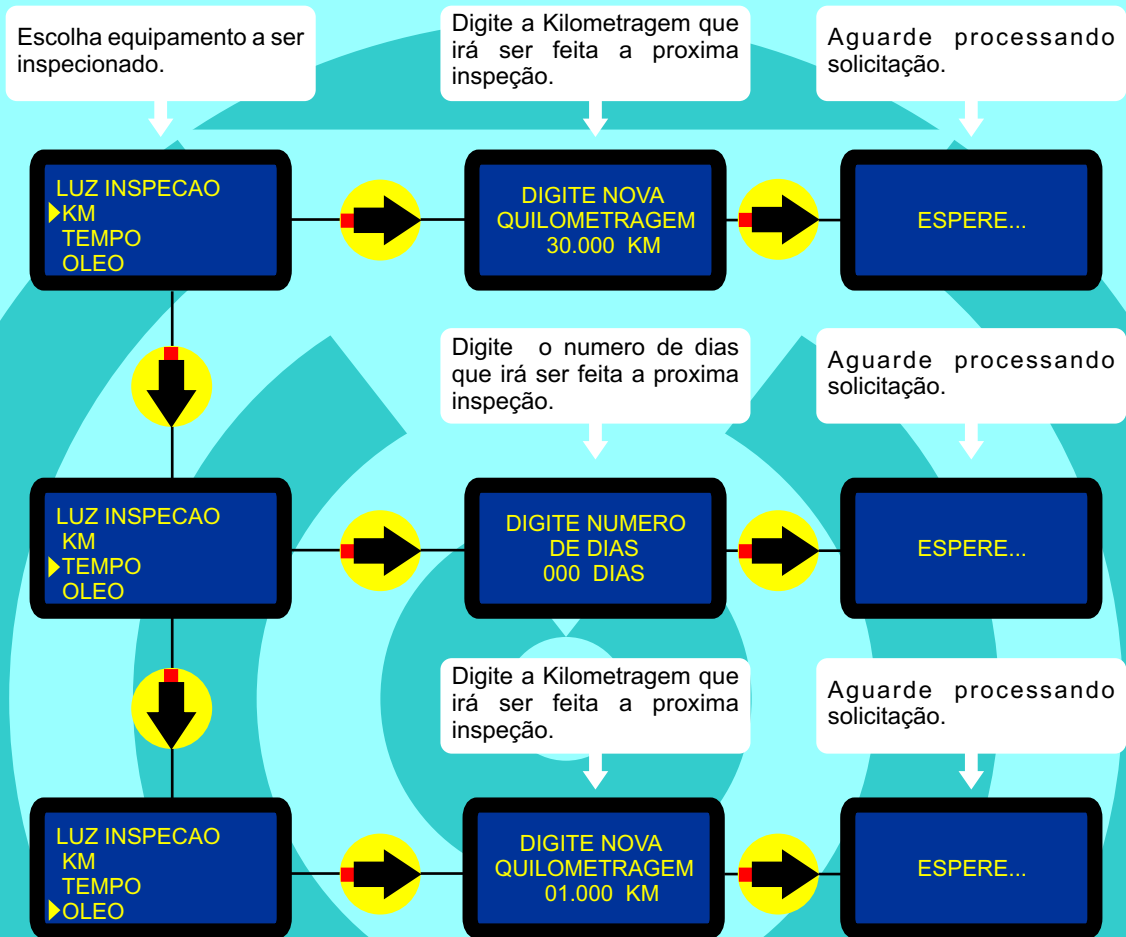 Escolha equipamento a ser
inspecionado.
Digite a Kilometragem que
irá ser feita a proxima
inspeção.
Aguarde processando
solicitação.
LUZ INSPECAO
KM
TEMPO
OLEO
DIGITE NOVA
QUILOMETRAGEM
30.000 KM
ESPERE...
Digite o numero de dias
que irá ser feita a proxima
inspeção.
Aguarde processando
solicitação.
LUZ INSPECAO
KM
TEMPO
OLEO
DIGITE NUMERO
DE DIAS
000 DIAS
ESPERE...
Digite a Kilometragem que
irá ser feita a proxima
inspeção.
Aguarde processando
solicitação.
LUZ INSPECAO
KM
TEMPO
OLEO
DIGITE NOVA
QUILOMETRAGEM
01.000 KM
ESPERE...